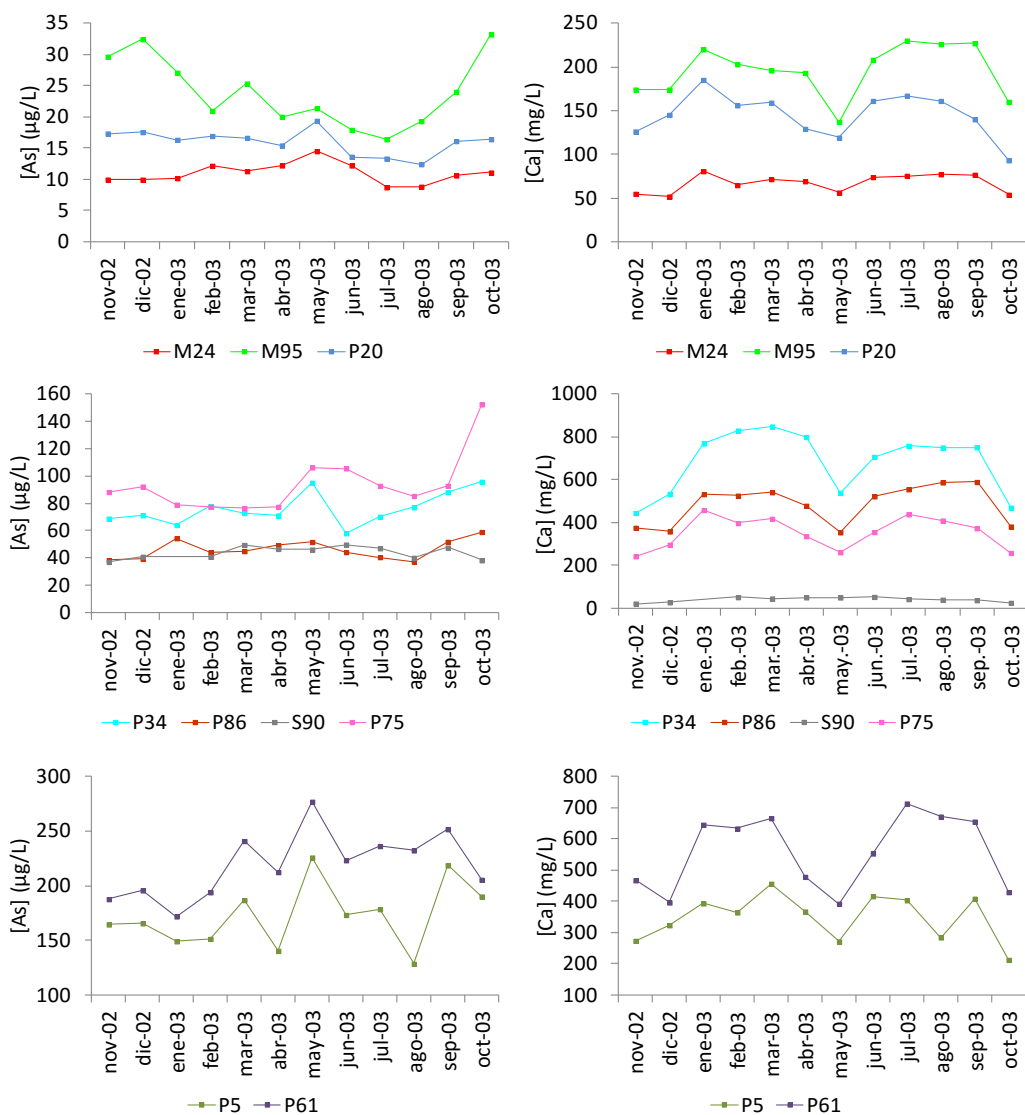 [As] (µg/L)
35
30
25
20
15
10
5
0
nov-02 dic-02 ene-03 feb-03 mar-03 abr-03 may-03 jun-03 jul-03 ago-03 sep-03 oct-03
M24 M95 P20
[Ca] (mg/L)
250
200
150
100
50
0
nov-02 dic-02 ene-03 feb-03 mar-03 abr-03 may-03 jun-03 jul-03 ago-03 sep-03 oct-03
M24 M95 P20
[As] (µg/L)
160
140
120
100
80
60
40
20
0
nov-02 dic-02 ene-03 feb-03 mar-03 abr-03 may-03 jun-03 jul-03 ago-03 sep-03 oct-03
P34 P86 S90 P75
[Ca] (mg/L)
1000
800
600
400
200
0
nov.-02 dic.-02 ene.-03 feb.-03 mar.-03 abr.-03 may.-03 jun.-03 jul.-03 ago.-03 sep.-03 oct.-03
P34 P86 S90 P75
[As] (µg/L)
300
250
200
150
100
nov-02 dic-02 ene-03 feb-03 mar-03 abr-03 may-03 jun-03 jul-03 ago-03 sep-03 oct-03
P5 P61
[Ca] (mg/L)
800
700
600
500
400
300
200
100
nov-02 dic-02 ene-03 feb-03 mar-03 abr-03 may-03 jun-03 jul-03 ago-03 sep-03 oct-03
P5 P61